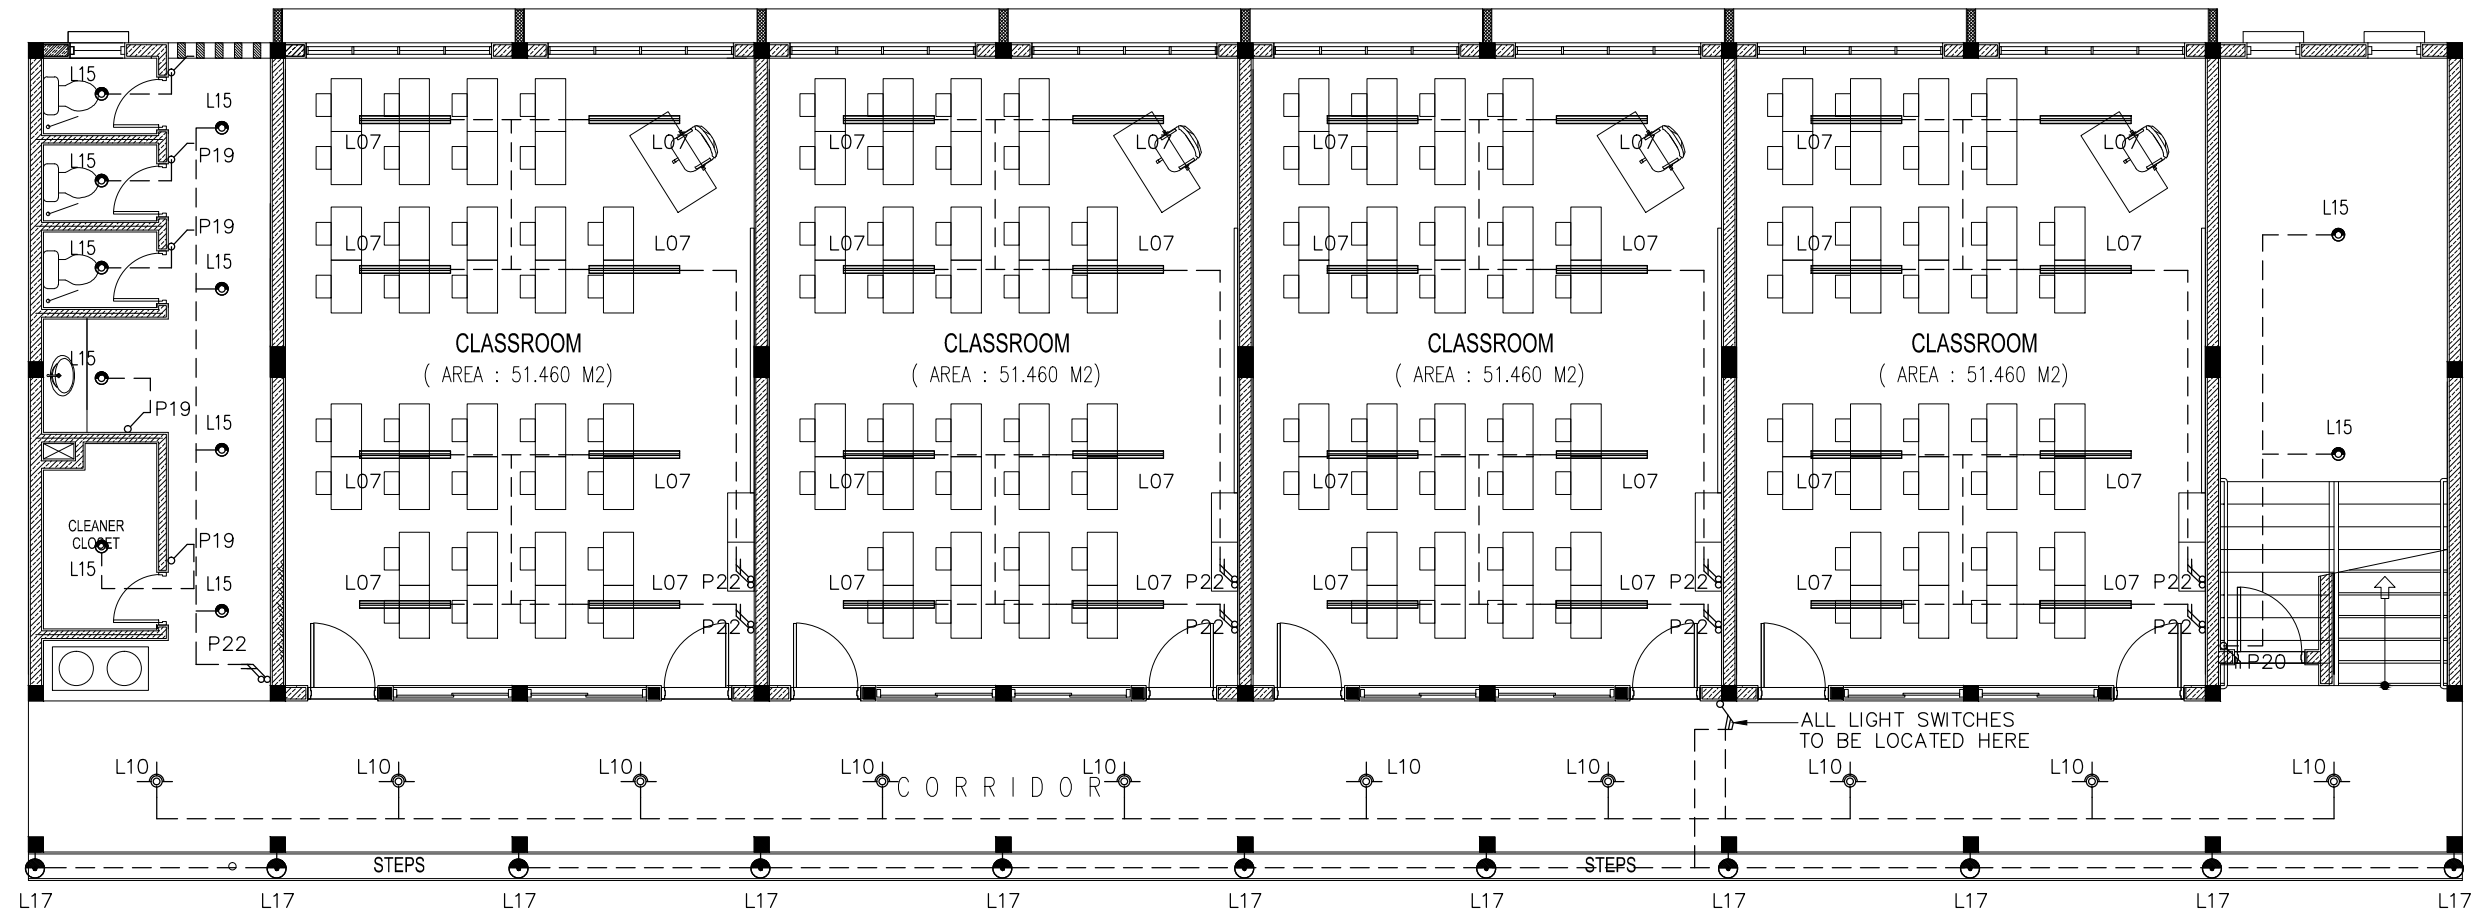 L15
L15
L07 L07 L07 L07 L07 L07 L07 L07
L15 P19
L15
P19
L15 L15
L07 L07 L07 L07 L07 L07 L07 L07
L15
CLASSROOM CLASSROOM CLASSROOM CLASSROOM
( AREA : 51.460 M2) ( AREA : 51.460 M2) ( AREA : 51.460 M2) ( AREA : 51.460 M2)
L15
P19
L15 L15
L07 L07 L07 L07 L07 L07 L07 L07
CLEANER
CLOSET
P19
L15 L15
L07 L07 P22 L07 L07 P22 L07 L07 P22 L07 L07 P22
P22 P22 P22 P22
P22
P20
ALL LIGHT SWITCHES
TO BE LOCATED HERE
L10 L10 L10 L10 L10 L10 L10 L10 L10 L10
CORRIDOR
STEPS STEPS
L17 L17 L17 L17 L17 L17 L17 L17 L17 L17 L17